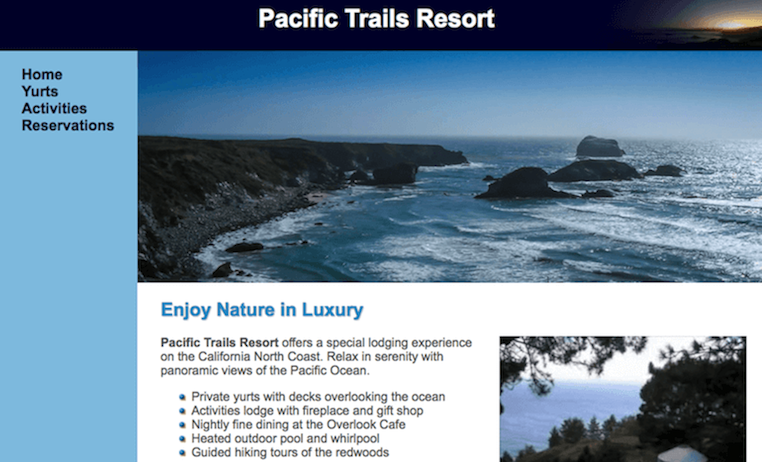 Pacific Trails Resort
Home
Yurts
Activities
Reservations
Enjoy Nature in Luxury
Pacific Trails Resort offers a special lodging experience
on the California North Coast. Relax in serenity with
panoramic views of the Pacific Ocean.
Private yurts with decks overlooking the ocean
Activities lodge with fireplace and gift shop
Nightly fine dining at the Overlook Cafe
Heated outdoor pool and whirlpool
Guided hiking tours of the redwoods